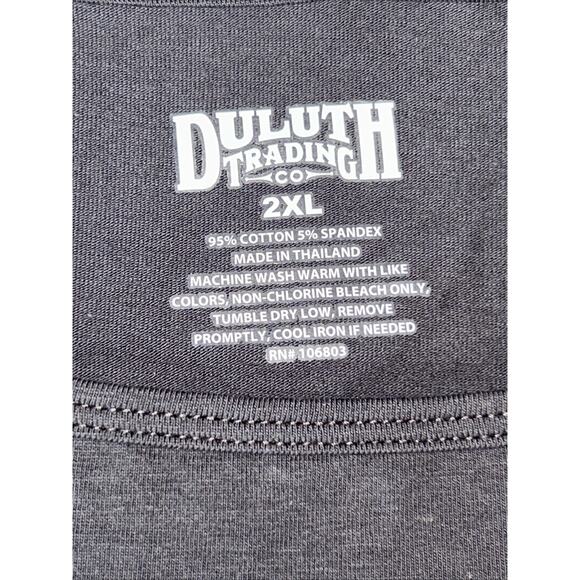 DULUTH
TRADING
CO
2XL
95% COTTON 5% SPANDEX
MADE IN THAILAND
MACHINE WASH WARM WITH LIKE
COLORS, NON-CHLORINE BLEACH ONLY,
TUMBLE DRY LOW, REMOVE
PROMPTLY, COOL IRON IF NEEDED
RN# 106803